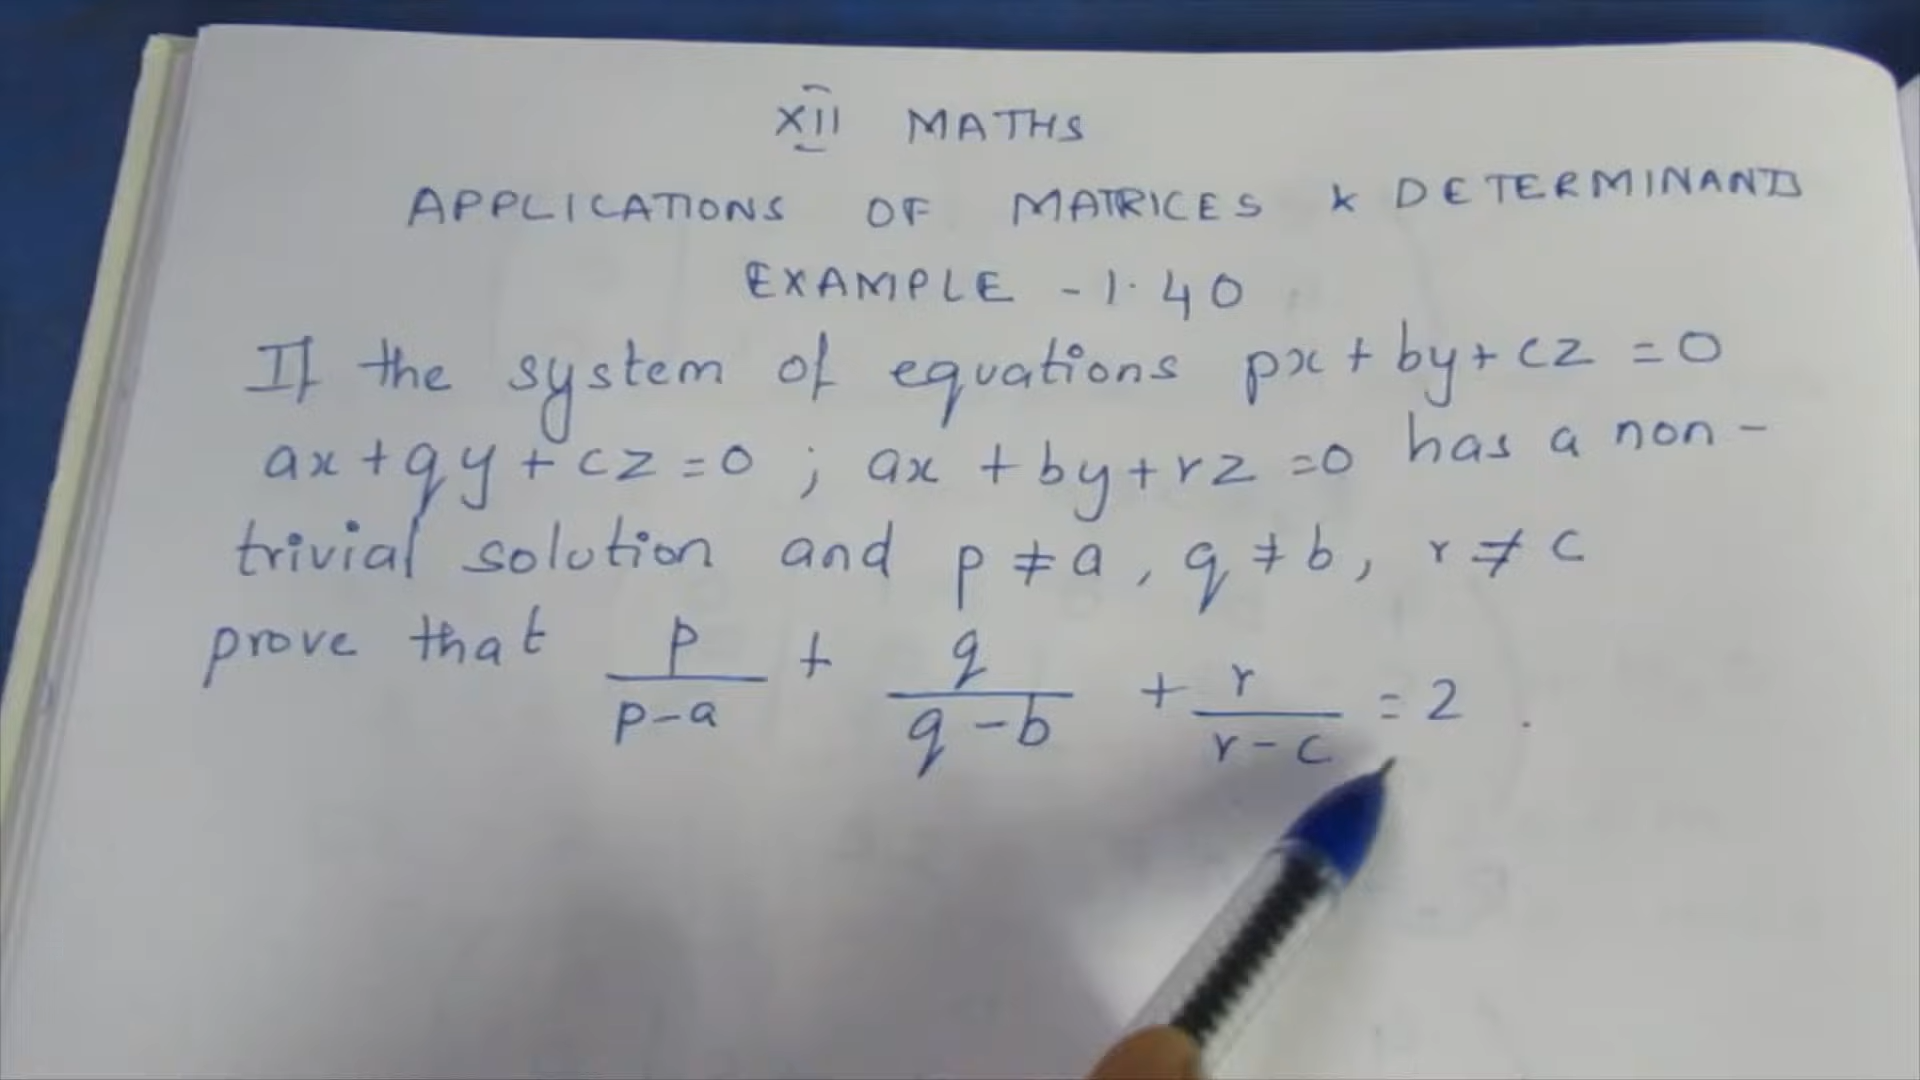 XII MATHS
APPLICATIONS OF MATRICES & DETERMINANTS
EXAMPLE - 1.40
If the system of equations px + by + cz = 0
ax + qy + cz = 0 ; ax + by + rz = 0 has a non -
trivial solution and p ≠ a , q ≠ b , r ≠ c
prove that p/(p-a) + q/(q-b) + r/(r-c) = 2 .